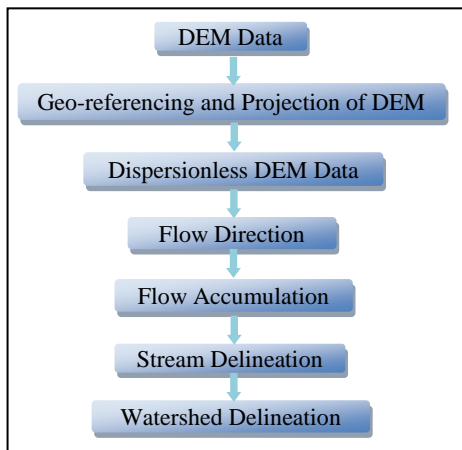 DEM Data
Geo-referencing and Projection of DEM
Dispersionless DEM Data
Flow Direction
Flow Accumulation
Stream Delineation
Watershed Delineation